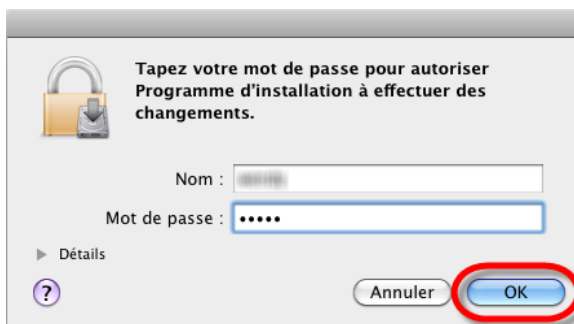 Tapez votre mot de passe pour autoriser
Programme d'installation à effectuer des
changements.
Nom :
Mot de passe : •••••
Détails
?
Annuler
OK